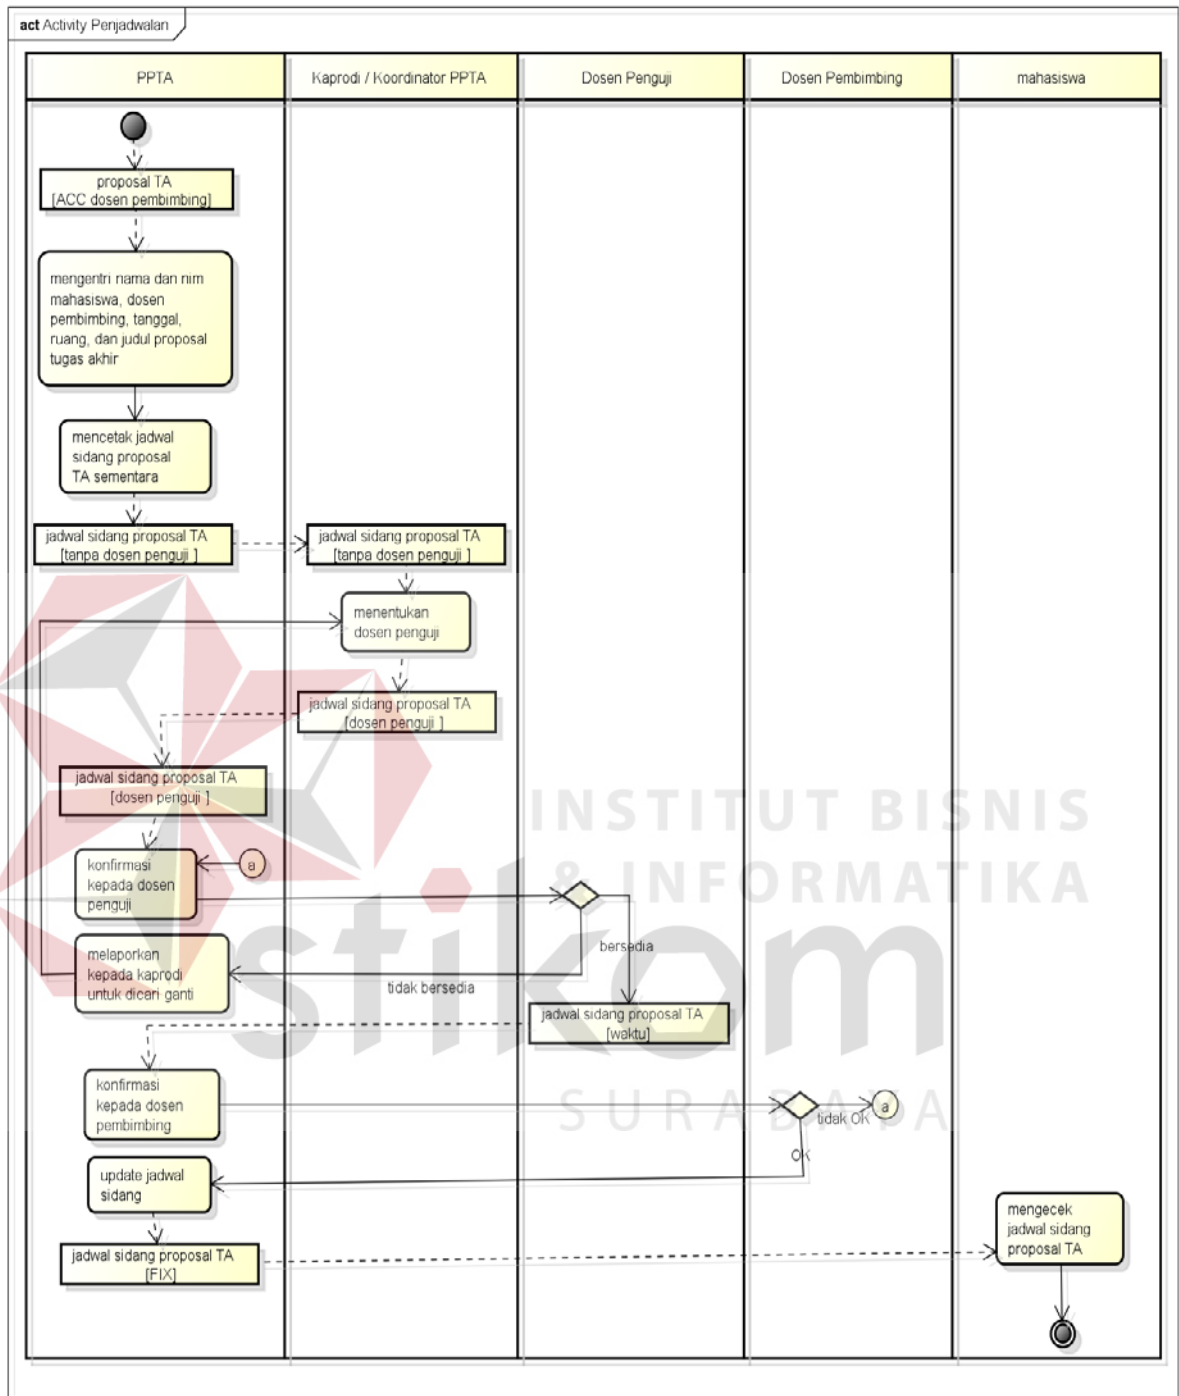 act Activity Penjadwalan
PPTA
Kaprodi / Koordinator PPTA
Dosen Penguji
Dosen Pembimbing
mahasiswa
proposal TA
[ACC dosen pembimbing]
mengentri nama dan nim
mahasiswa, dosen
pembimbing, tanggal,
ruang, dan judul proposal
tugas akhir
mencetak jadwal
sidang proposal
TA sementara
jadwal sidang proposal TA
[tanpa dosen penguji ]
jadwal sidang proposal TA
[tanpa dosen penguji ]
menentukan
dosen penguji
jadwal sidang proposal TA
[dosen penguji ]
jadwal sidang proposal TA
[dosen penguji ]
konfirmasi
kepada dosen
penguji
a
bersedia
melaporkan
kepada kaprodi
untuk dicari ganti
tidak bersedia
jadwal sidang proposal TA
[waktu]
konfirmasi
kepada dosen
pembimbing
a
tidak OK
OK
update jadwal
sidang
jadwal sidang proposal TA
[FIX]
mengecek
jadwal sidang
proposal TA
INSTITUT BISNIS
& INFORMATIKA
stikom
SURABAYA